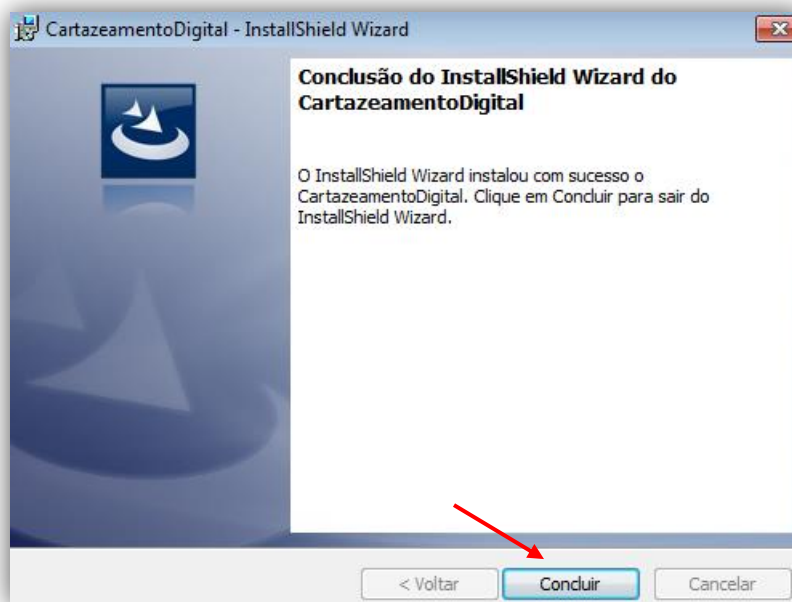 CartazeamentoDigital - InstallShield Wizard
Conclusão do InstallShield Wizard do
CartazeamentoDigital
O InstallShield Wizard instalou com sucesso o
CartazeamentoDigital. Clique em Concluir para sair do
InstallShield Wizard.
< Voltar Concluir Cancelar